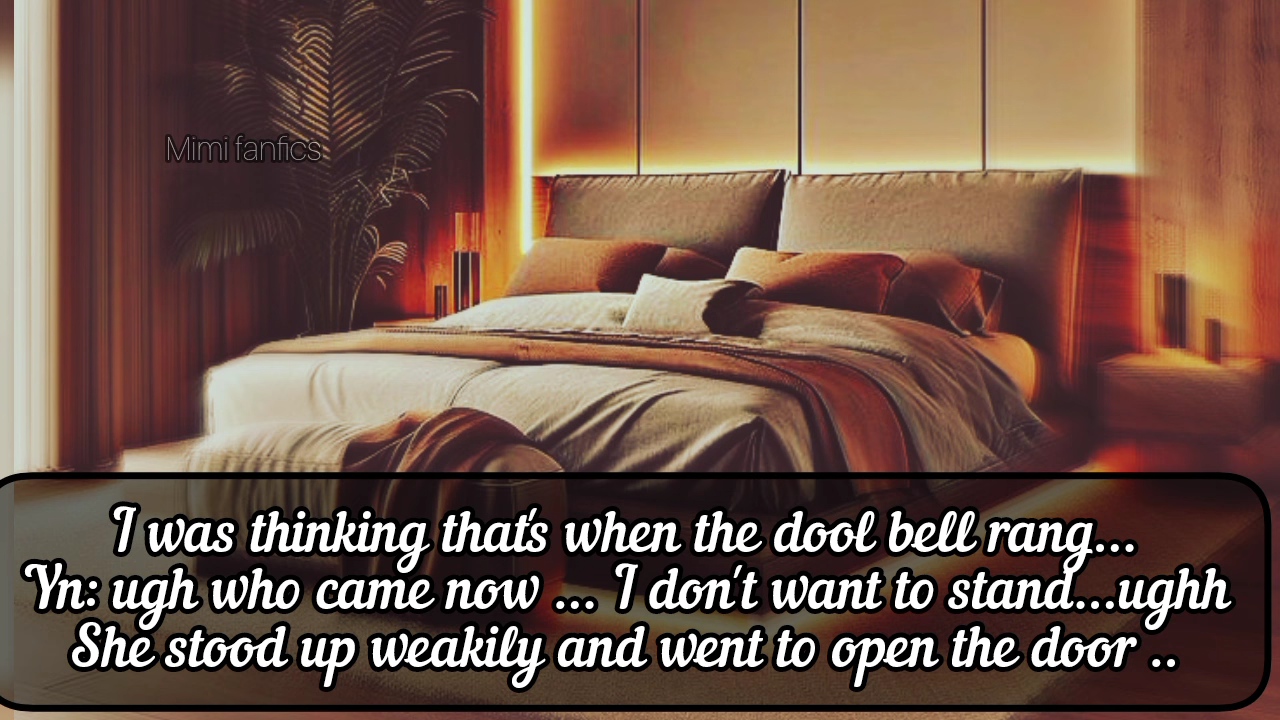 Mimi fanfics
I was thinking that's when the dool bell rang...
Yn: ugh who came now ... I don't want to stand...ughh
She stood up weakily and went to open the door ..